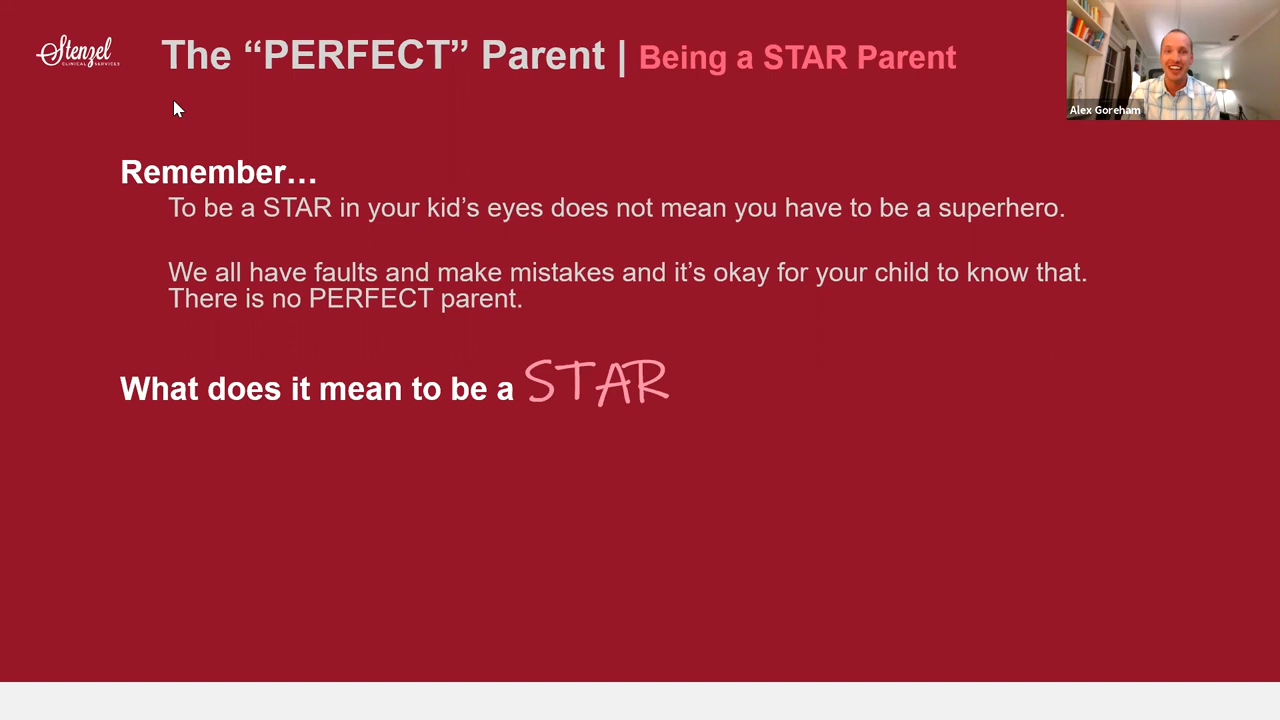 Stenzel
CLINICAL SERVICES
The “PERFECT” Parent | Being a STAR Parent
Alex Goreham
Remember…
To be a STAR in your kid’s eyes does not mean you have to be a superhero.
We all have faults and make mistakes and it’s okay for your child to know that.
There is no PERFECT parent.
What does it mean to be a STAR